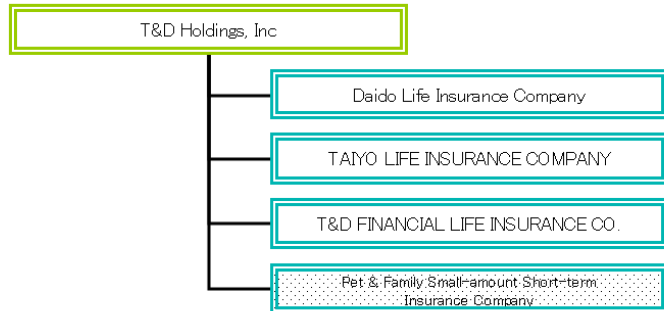 T&D Holdings, Inc
Daido Life Insurance Company
TAIYO LIFE INSURANCE COMPANY
T&D FINANCIAL LIFE INSURANCE CO.
Pet & Family Small-amount Short-term
Insurance Company